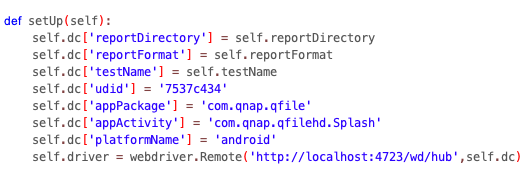 def setUp(self):
    self.dc['reportDirectory'] = self.reportDirectory
    self.dc['reportFormat'] = self.reportFormat
    self.dc['testName'] = self.testName
    self.dc['udid'] = '7537c434'
    self.dc['appPackage'] = 'com.qnap.qfile'
    self.dc['appActivity'] = 'com.qnap.qfilehd.Splash'
    self.dc['platformName'] = 'android'
    self.driver = webdriver.Remote('http://localhost:4723/wd/hub',self.dc)